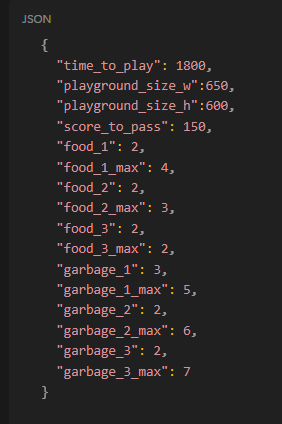 JSON
{
"time_to_play": 1800,
"playground_size_w":650,
"playground_size_h":600,
"score_to_pass": 150,
"food_1": 2,
"food_1_max": 4,
"food_2": 2,
"food_2_max": 3,
"food_3": 2,
"food_3_max": 2,
"garbage_1": 3,
"garbage_1_max": 5,
"garbage_2": 2,
"garbage_2_max": 6,
"garbage_3": 2,
"garbage_3_max": 7
}